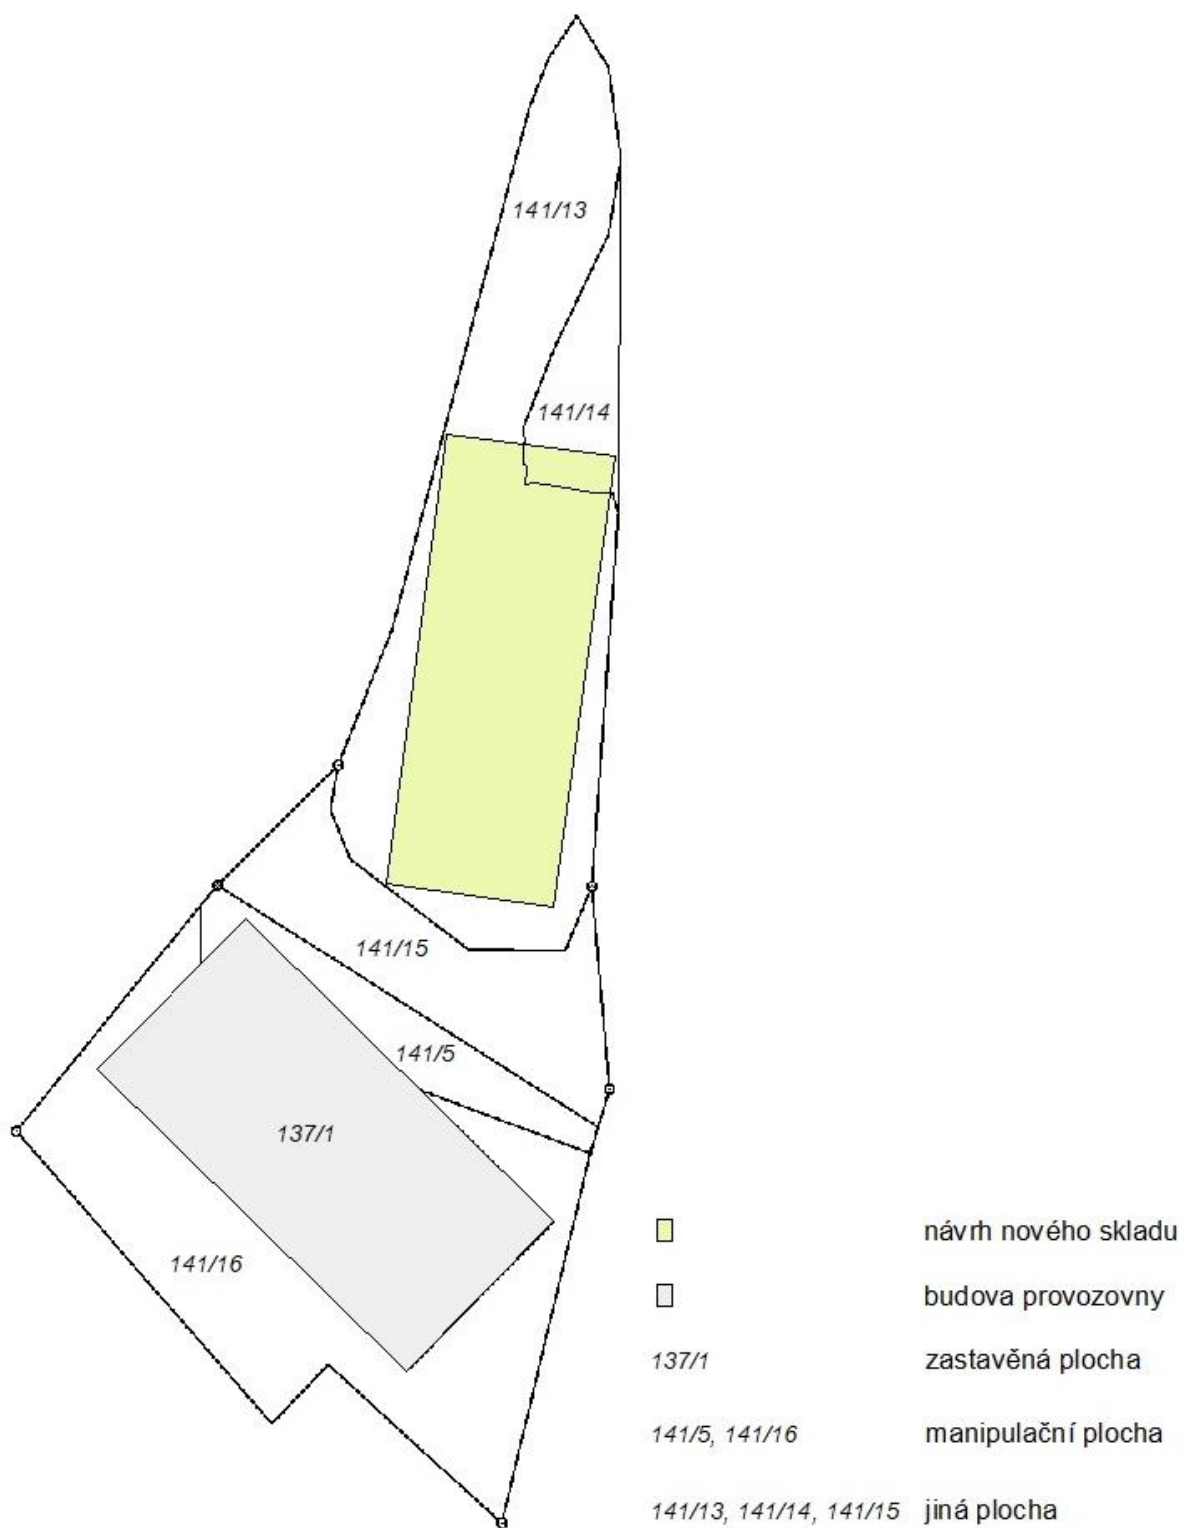 141/13
141/14
141/15
141/5
137/1
141/16
návrh nového skladu
budova provozovny
137/1 zastavěná plocha
141/5, 141/16 manipulační plocha
141/13, 141/14, 141/15 jiná plocha